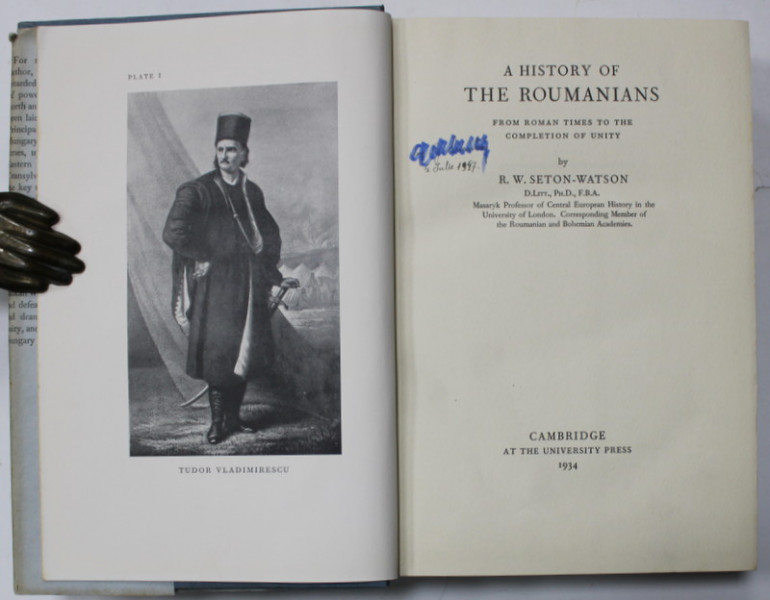 PLATE I
TUDOR VLADIMIRESCU
A HISTORY OF
THE ROUMANIANS
FROM ROMAN TIMES TO THE
COMPLETION OF UNITY
Iulie
by
R. W. SETON-WATSON
D.LITT., PH.D., F.B.A.
Masaryk Professor of Central European History in the
University of London. Corresponding Member of
the Roumanian and Bohemian Academies.
CAMBRIDGE
AT THE UNIVERSITY PRESS
1934